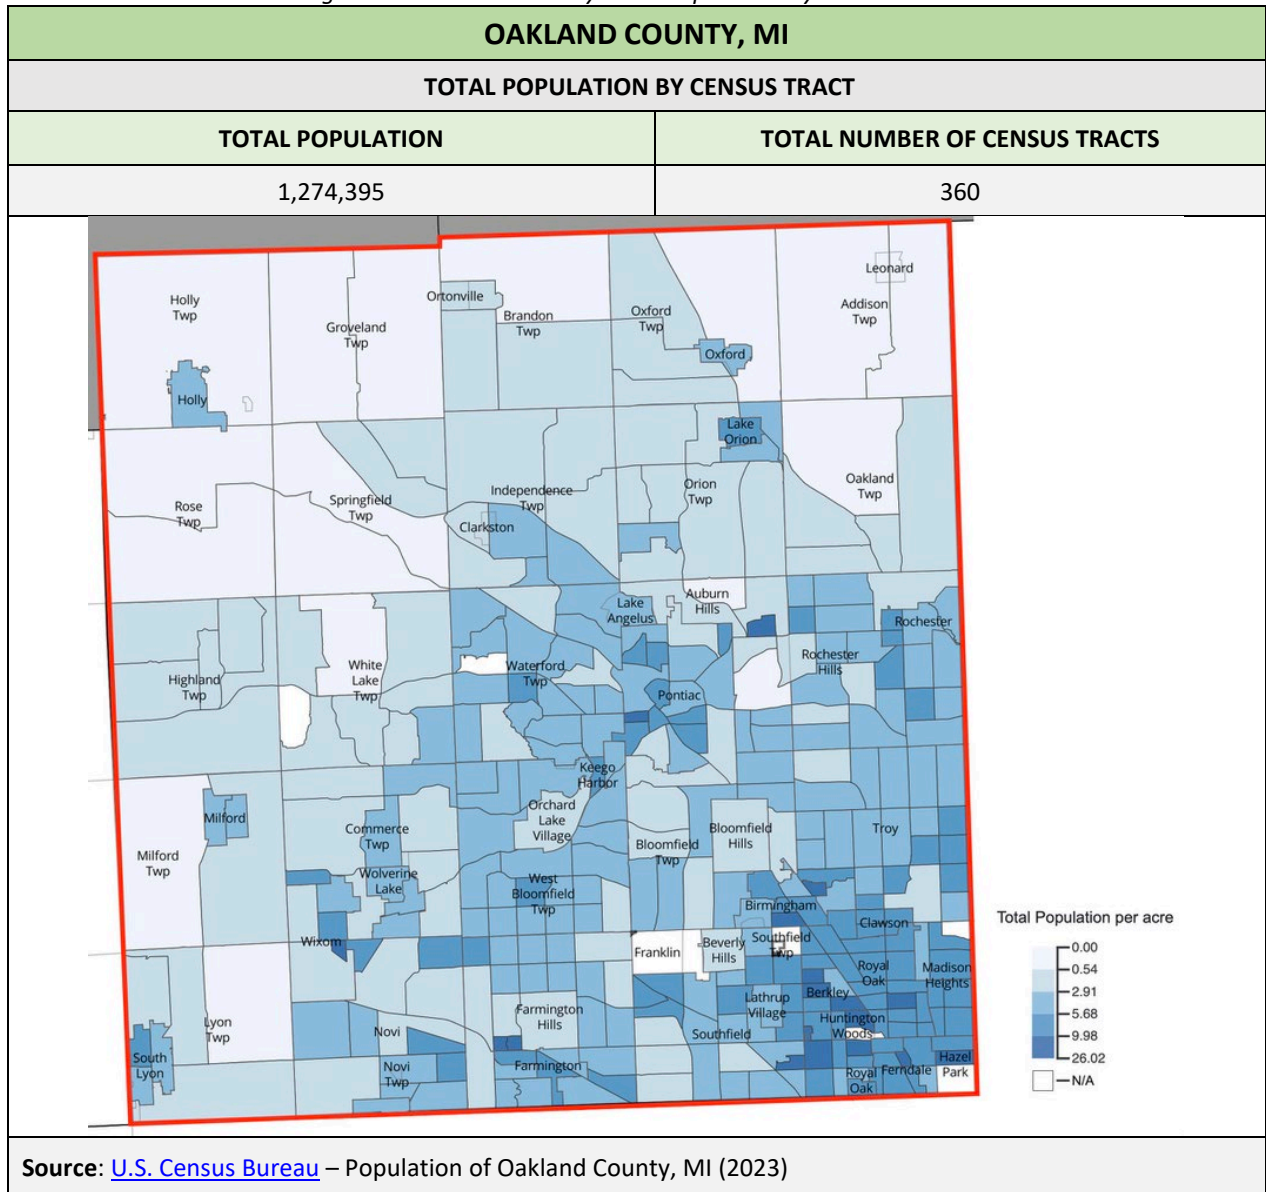 OAKLAND COUNTY, MI
TOTAL POPULATION BY CENSUS TRACT
TOTAL POPULATION
TOTAL NUMBER OF CENSUS TRACTS
1,274,395
360
Leonard
Holly
Twp
Ortonville
Groveland
Twp
Brandon
Twp
Oxford
Twp
Addison
Twp
Oxford
Holly
Lake
Orion
Rose
Twp
Springfield
Twp
Independence
Twp
Clarkston
Orion
Twp
Oakland
Twp
Lake
Angelus
Auburn
Hills
Rochester
Highland
Twp
White
Lake
Twp
Waterford
Twp
Pontiac
Rochester
Hills
Keego
Harbor
Milford
Commerce
Twp
Orchard
Lake
Village
Bloomfield
Twp
Bloomfield
Hills
Troy
Milford
Twp
Wolverine
Lake
West
Bloomfield
Twp
Birmingham
Clawson
Wixom
Franklin
Beverly
Hills
Southfield
Twp
Royal
Oak
Madison
Heights
Lyon
Twp
Novi
Farmington
Hills
Lathrup
Village
Berkley
Southfield
Huntington
Woods
South
Lyon
Novi
Twp
Farmington
Royal
Oak
Ferndale
Hazel
Park
Total Population per acre
0.00
0.54
2.91
5.68
9.98
26.02
N/A
Source: U.S. Census Bureau – Population of Oakland County, MI (2023)